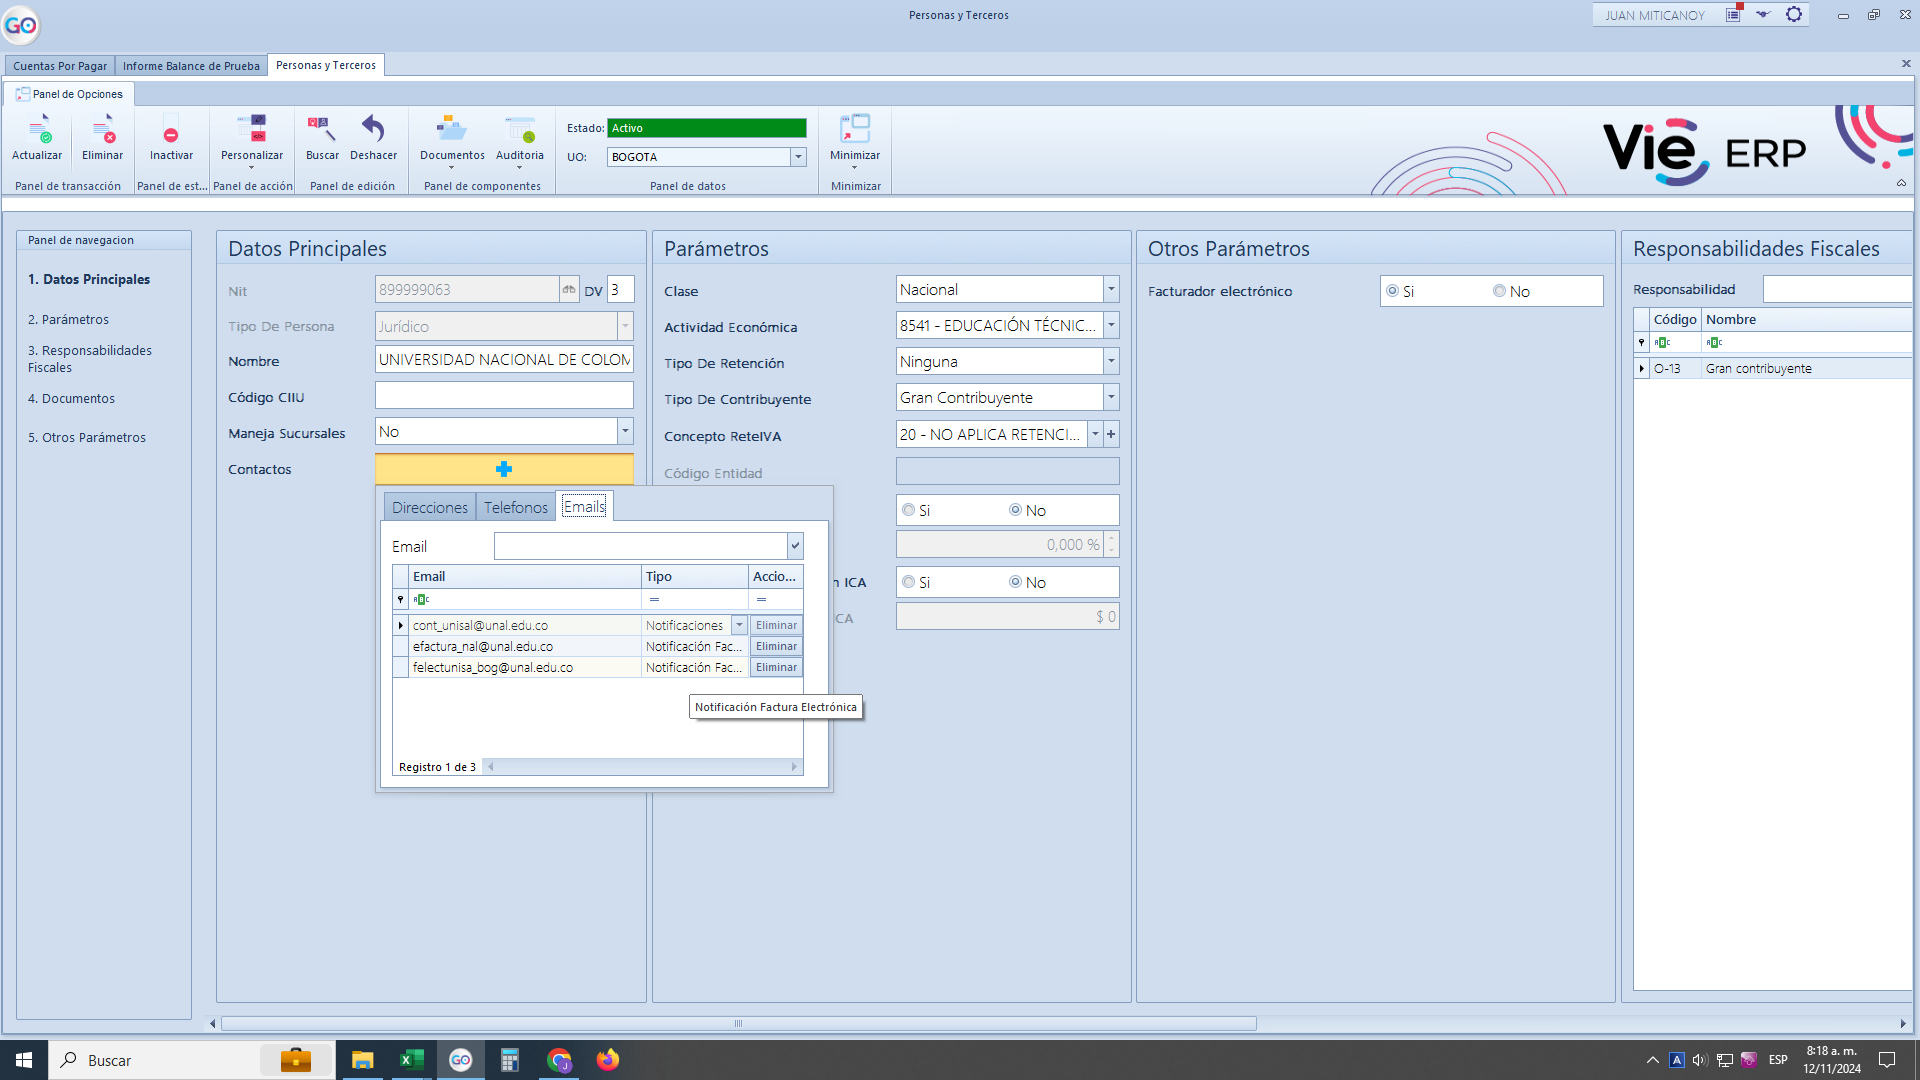 GO
Personas y Terceros
JUAN MITICANOY
Cuentas Por Pagar
Informe Balance de Prueba
Personas y Terceros
Panel de Opciones
Actualizar
Eliminar
Inactivar
Personalizar
Buscar
Deshacer
Documentos
Auditoria
Estado: Activo
UO: BOGOTA
Minimizar
Panel de transacción
Panel de est...
Panel de acción
Panel de edición
Panel de componentes
Panel de datos
Minimizar
Vie ERP
Panel de navegacion
1. Datos Principales
2. Parámetros
3. Responsabilidades
Fiscales
4. Documentos
5. Otros Parámetros
Datos Principales
Nit 899999063 DV 3
Tipo De Persona Jurídico
Nombre UNIVERSIDAD NACIONAL DE COLOM
Código CIIU
Maneja Sucursales No
Contactos
Direcciones Telefonos Emails
Email
Email Tipo Accio...
ABC = =
cont_unisal@unal.edu.co Notificaciones Eliminar
efactura_nal@unal.edu.co Notificación Fac... Eliminar
felectunisa_bog@unal.edu.co Notificación Fac... Eliminar
Notificación Factura Electrónica
Registro 1 de 3
Parámetros
Clase Nacional
Actividad Económica 8541 - EDUCACIÓN TÉCNIC...
Tipo De Retención Ninguna
Tipo De Contribuyente Gran Contribuyente
Concepto ReteIVA 20 - NO APLICA RETENCI...
Código Entidad
Si No
0,000 %
n ICA Si No
CA $ 0
Otros Parámetros
Facturador electrónico Si No
Responsabilidades Fiscales
Responsabilidad
Código Nombre
ABC ABC
O-13 Gran contribuyente
Buscar
GO
J
A
ESP
8:18 a. m.
12/11/2024